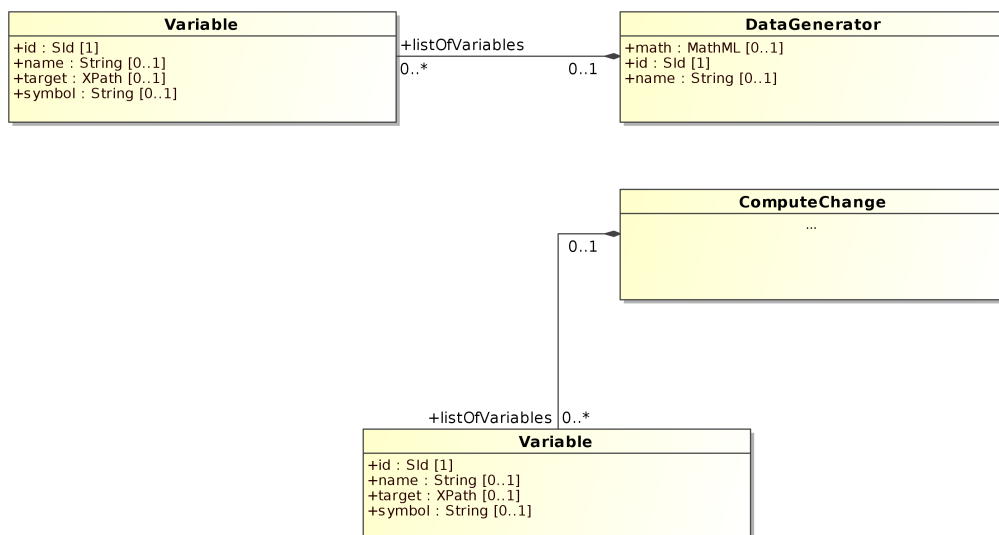 Variable
+id : SId [1]
+name : String [0..1]
+target : XPath [0..1]
+symbol : String [0..1]
+listOfVariables
0..*
0..1
DataGenerator
+math : MathML [0..1]
+id : SId [1]
+name : String [0..1]
ComputeChange
...
0..1
+listOfVariables
0..*
Variable
+id : SId [1]
+name : String [0..1]
+target : XPath [0..1]
+symbol : String [0..1]